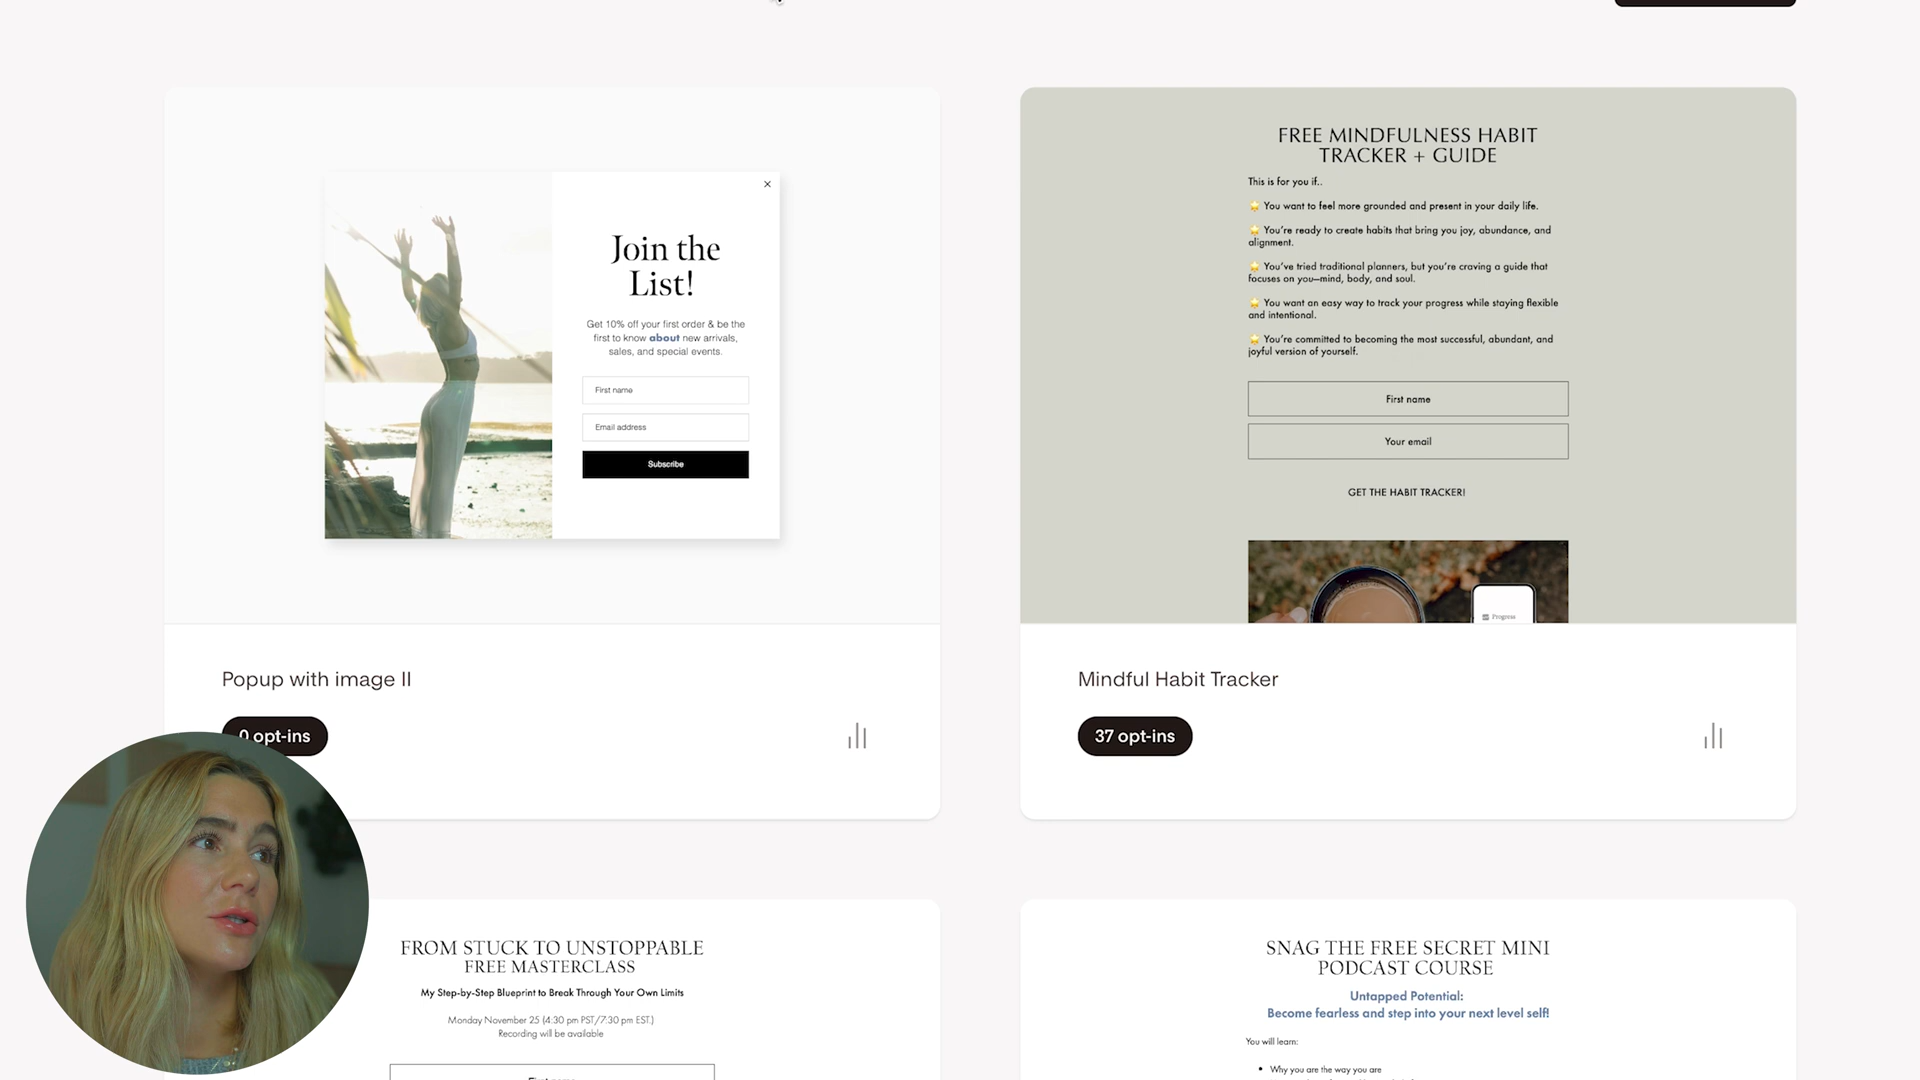 Join the
List!
Get 10% off your first order & be the
first to know about new arrivals,
sales, and special events.
First name
Email address
Subscribe
Popup with image II
0 opt-ins
FREE MINDFULNESS HABIT
TRACKER + GUIDE
This is for you if..
🌟 You want to feel more grounded and present in your daily life.
🌟 You're ready to create habits that bring you joy, abundance, and
alignment.
🌟 You've tried traditional planners, but you're craving a guide that
focuses on you—mind, body, and soul.
🌟 You want an easy way to track your progress while staying flexible
and intentional.
🌟 You're committed to becoming the most successful, abundant, and
joyful version of yourself.
First name
Your email
GET THE HABIT TRACKER!
Progress
Mindful Habit Tracker
37 opt-ins
FROM STUCK TO UNSTOPPABLE
FREE MASTERCLASS
My Step-by-Step Blueprint to Break Through Your Own Limits
Monday November 25 (4:30 pm PST/7:30 pm EST.)
Recording will be available
First name
SNAG THE FREE SECRET MINI
PODCAST COURSE
Untapped Potential:
Become fearless and step into your next level self!
You will learn:
• Why you are the way you are